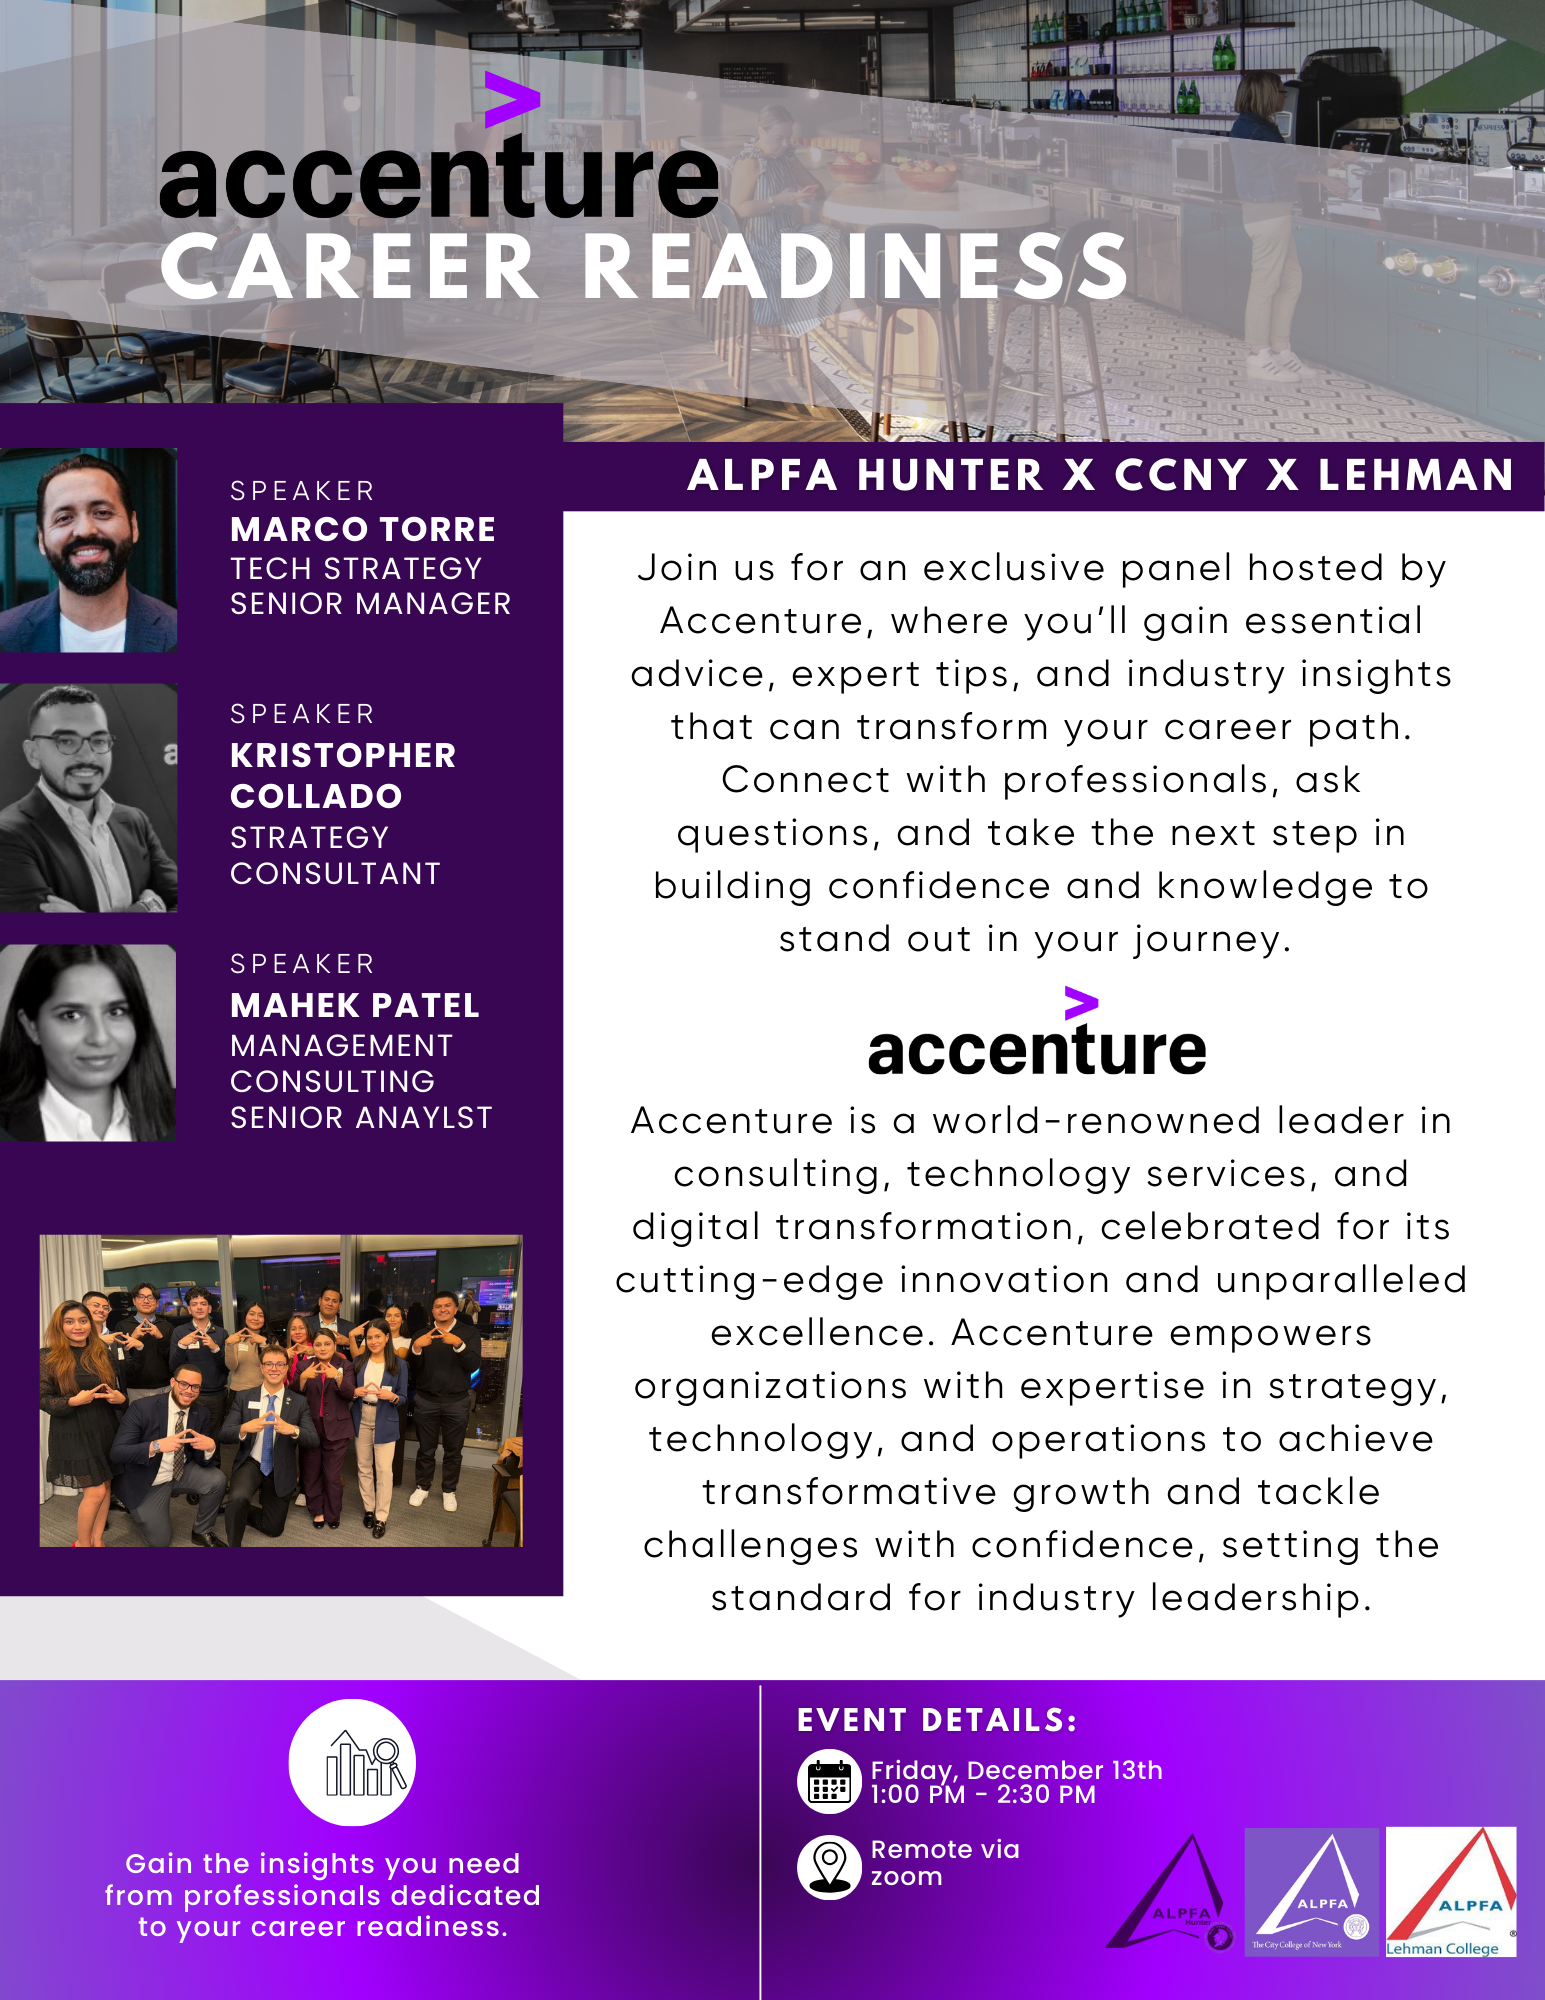 accenture
CAREER READINESS
ALPFA HUNTER X CCNY X LEHMAN
SPEAKER
MARCO TORRE
TECH STRATEGY
SENIOR MANAGER
SPEAKER
KRISTOPHER
COLLADO
STRATEGY
CONSULTANT
SPEAKER
MAHEK PATEL
MANAGEMENT
CONSULTING
SENIOR ANAYLST
Join us for an exclusive panel hosted by
Accenture, where you’ll gain essential
advice, expert tips, and industry insights
that can transform your career path.
Connect with professionals, ask
questions, and take the next step in
building confidence and knowledge to
stand out in your journey.
accenture
Accenture is a world-renowned leader in
consulting, technology services, and
digital transformation, celebrated for its
cutting-edge innovation and unparalleled
excellence. Accenture empowers
organizations with expertise in strategy,
technology, and operations to achieve
transformative growth and tackle
challenges with confidence, setting the
standard for industry leadership.
Gain the insights you need
from professionals dedicated
to your career readiness.
EVENT DETAILS:
Friday, December 13th
1:00 PM - 2:30 PM
Remote via
zoom
ALPFA
Hunter
ALPFA
The City College of New York
ALPFA
®
Lehman College